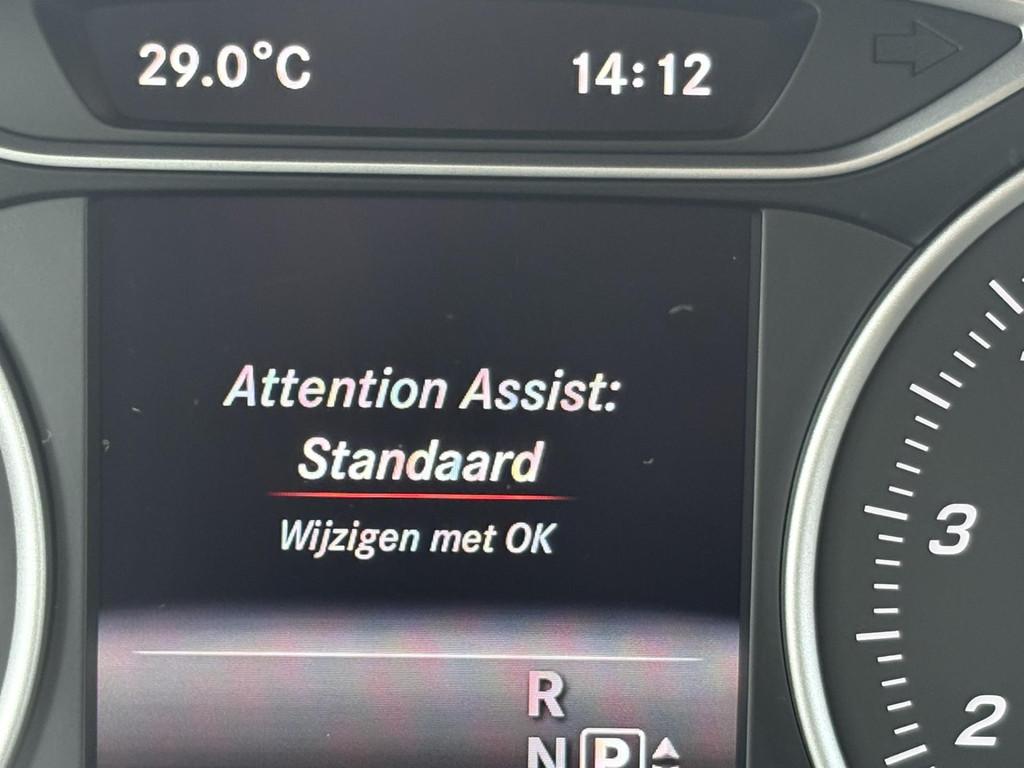 29.0°C 14:12
Attention Assist:
Standaard
Wijzigen met OK
3
R
2
N P